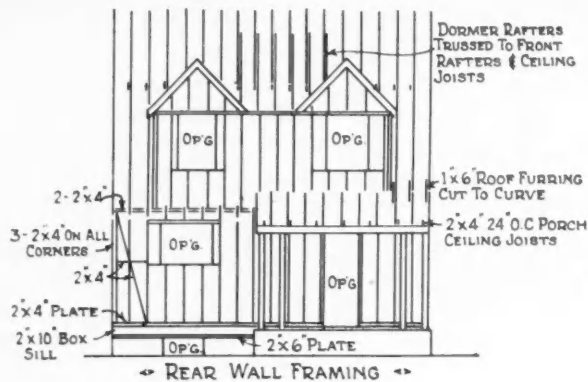 DORMER RAFTERS
TRUSSED TO FRONT
RAFTERS & CEILING
JOISTS
OP'G.
OP'G.
1"x6" ROOF FURRING
CUT TO CURVE
2-2"x4"
2"x4" 24" O.C PORCH
CEILING JOISTS
3-2"x4" ON ALL
CORNERS
OP'G.
2"x4"
OP'G
2"x4" PLATE
2"x10" BOX
SILL
OP'G.
2"x6" PLATE
REAR WALL FRAMING